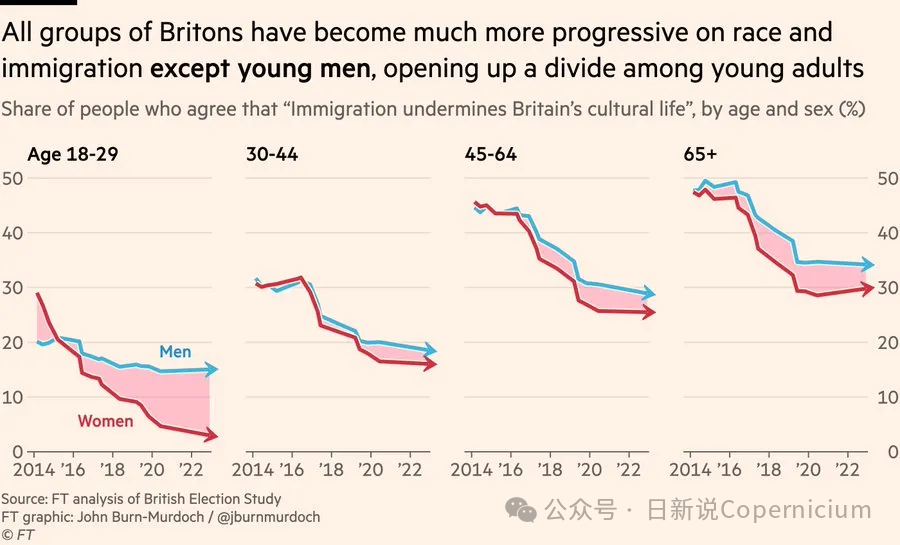 All groups of Britons have become much more progressive on race and
immigration except young men, opening up a divide among young adults
Share of people who agree that “Immigration undermines Britain’s cultural life”, by age and sex (%)
Age 18-29 30-44 45-64 65+
50 50
40 40
30 30
20 Men 20
10 Women 10
0 0
2014 ’16 ’18 ’20 ’22 2014 ’16 ’18 ’20 ’22 2014 ’16 ’18 ’20 ’22 2014 ’16 ’18 ’20 ’22
Source: FT analysis of British Election Study
FT graphic: John Burn-Murdoch / @jburnmurdoch
© FT
公众号 · 日新说Copernicium